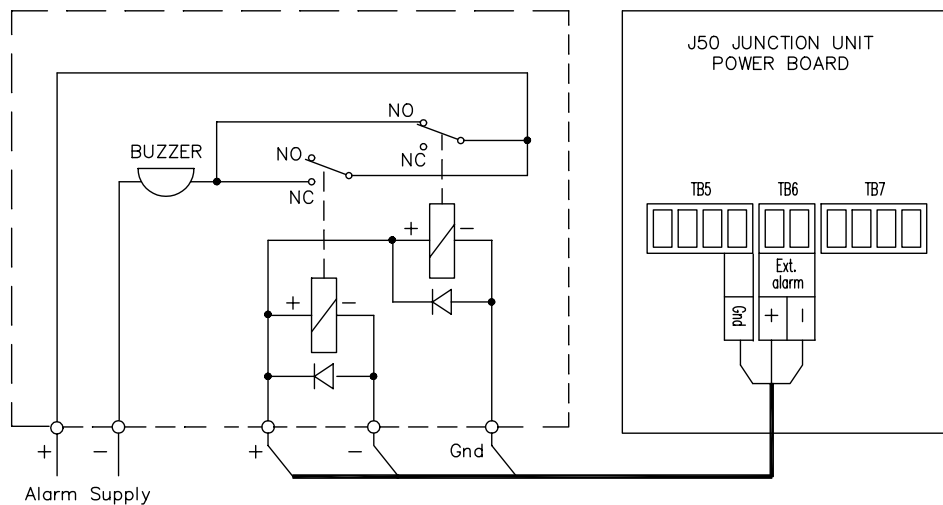 J50 JUNCTION UNIT
POWER BOARD
NO
BUZZER
NO
NC
NC
TB5 TB6 TB7
+ −
+ −
Ext.
alarm
Gnd + −
+ − + − Gnd
Alarm Supply